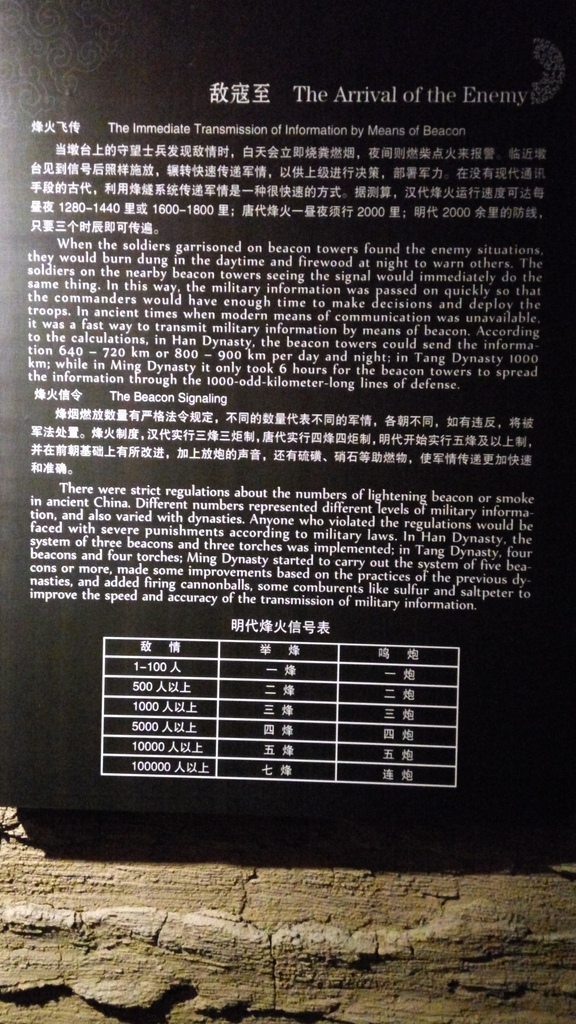 敌寇至 The Arrival of the Enemy
烽火飞传 The Immediate Transmission of Information by Means of Beacon
当墩台上的守望士兵发现敌情时，白天会立即烧粪燃烟，夜间则燃柴点火来报警。临近墩
台见到信号后照样施放，辗转快速传递军情，以供上级进行决策，部署军力。在没有现代通讯
手段的古代，利用烽燧系统传递军情是一种很快速的方式。据测算，汉代烽火运行速度可达每
昼夜 1280-1440 里或 1600-1800 里；唐代烽火一昼夜须行 2000 里；明代 2000 余里的防线，
只要三个时辰即可传遍。
When the soldiers garrisoned on beacon towers found the enemy situations,
they would burn dung in the daytime and firewood at night to warn others. The
soldiers on the nearby beacon towers seeing the signal would immediately do the
same thing. In this way, the military information was passed on quickly so that
the commanders would have enough time to make decisions and deploy the
troops. In ancient times when modern means of communication was unavailable,
it was a fast way to transmit military information by means of beacon. According
to the calculations, in Han Dynasty, the beacon towers could send the informa-
tion 640 – 720 km or 800 – 900 km per day and night; in Tang Dynasty 1000
km; while in Ming Dynasty it only took 6 hours for the beacon towers to spread
the information through the 1000-odd-kilometer-long lines of defense.
烽火信令 The Beacon Signaling
烽烟燃放数量有严格法令规定，不同的数量代表不同的军情，各朝不同，如有违反，将被
军法处置。烽火制度，汉代实行三烽三炬制，唐代实行四烽四炬制，明代开始实行五烽及以上制，
并在前朝基础上有所改进，加上放炮的声音，还有硫磺、硝石等助燃物，使军情传递更加快速
和准确。
There were strict regulations about the numbers of lightening beacon or smoke
in ancient China. Different numbers represented different levels of military informa-
tion, and also varied with dynasties. Anyone who violated the regulations would be
faced with severe punishments according to military laws. In Han Dynasty, the
system of three beacons and three torches was implemented; in Tang Dynasty, four
beacons and four torches; Ming Dynasty started to carry out the system of five bea-
cons or more, made some improvements based on the practices of the previous dy-
nasties, and added firing cannonballs, some comburents like sulfur and saltpeter to
improve the speed and accuracy of the transmission of military information.
明代烽火信号表
敌 情 举 烽 鸣 炮
1-100 人 一 烽 一 炮
500 人以上 二 烽 二 炮
1000 人以上 三 烽 三 炮
5000 人以上 四 烽 四 炮
10000 人以上 五 烽 五 炮
100000 人以上 七 烽 连 炮